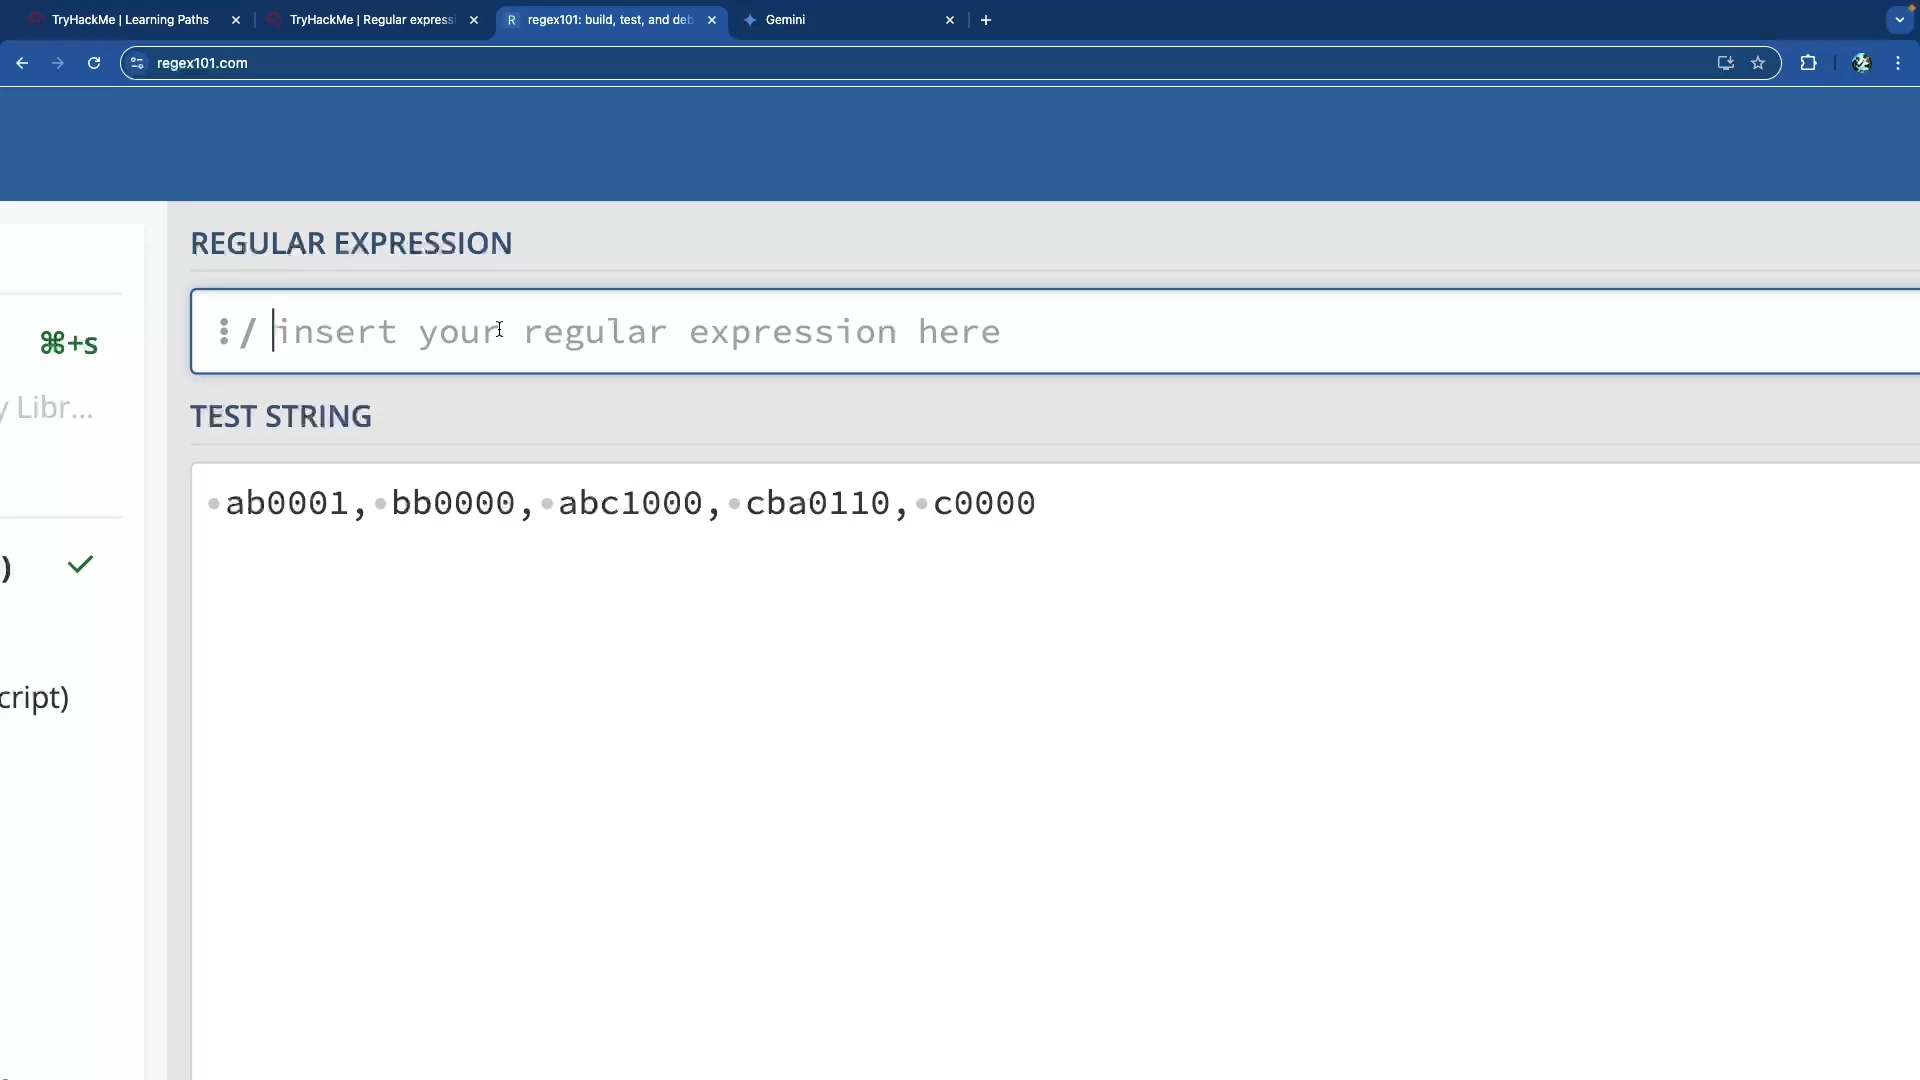 TryHackMe | Learning Paths
TryHackMe | Regular expressi
R regex101: build, test, and deb
Gemini
regex101.com
REGULAR EXPRESSION
/ insert your regular expression here
⌘+s
y Libr...
TEST STRING
ab0001, bb0000, abc1000, cba0110, c0000
)
cript)